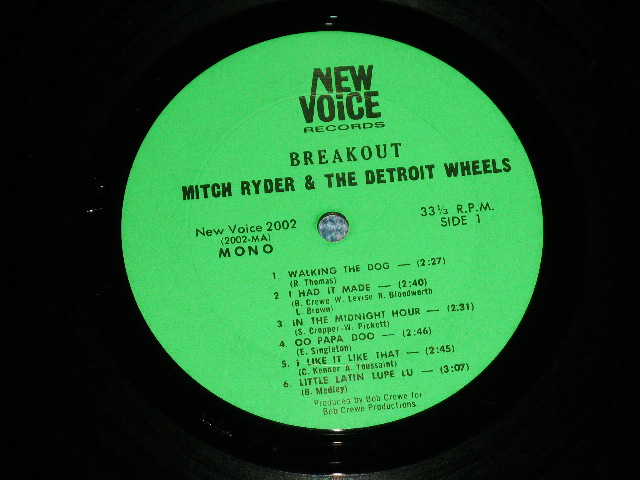 NEW
VOiCE
RECORDS
BREAKOUT
MITCH RYDER & THE DETROIT WHEELS
New Voice 2002
(2002-MA)
MONO
33⅓ R.P.M.
SIDE 1
1. WALKING THE DOG — (2:27)
(R. Thomas)
2 I HAD IT MADE — (2:40)
(B. Crewe W. Levise R. Bloodworth
L. Brown)
3. IN THE MIDNIGHT HOUR — (2.31)
(S. Cropper-W. Pickett)
4. OO PAPA DOO — (2:46)
(E. Singleton)
5. I LIKE IT LIKE THAT — (2:45)
(C. Kenner A. Toussaint)
6. LITTLE LATIN LUPE LU — (3:07)
(B. Medley)
Produced by Bob Crewe for
Bob Crewe Productions